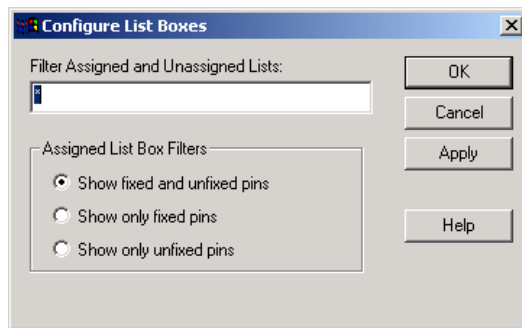 Configure List Boxes
Filter Assigned and Unassigned Lists:
*
OK
Cancel
Apply
Help
Assigned List Box Filters
Show fixed and unfixed pins
Show only fixed pins
Show only unfixed pins